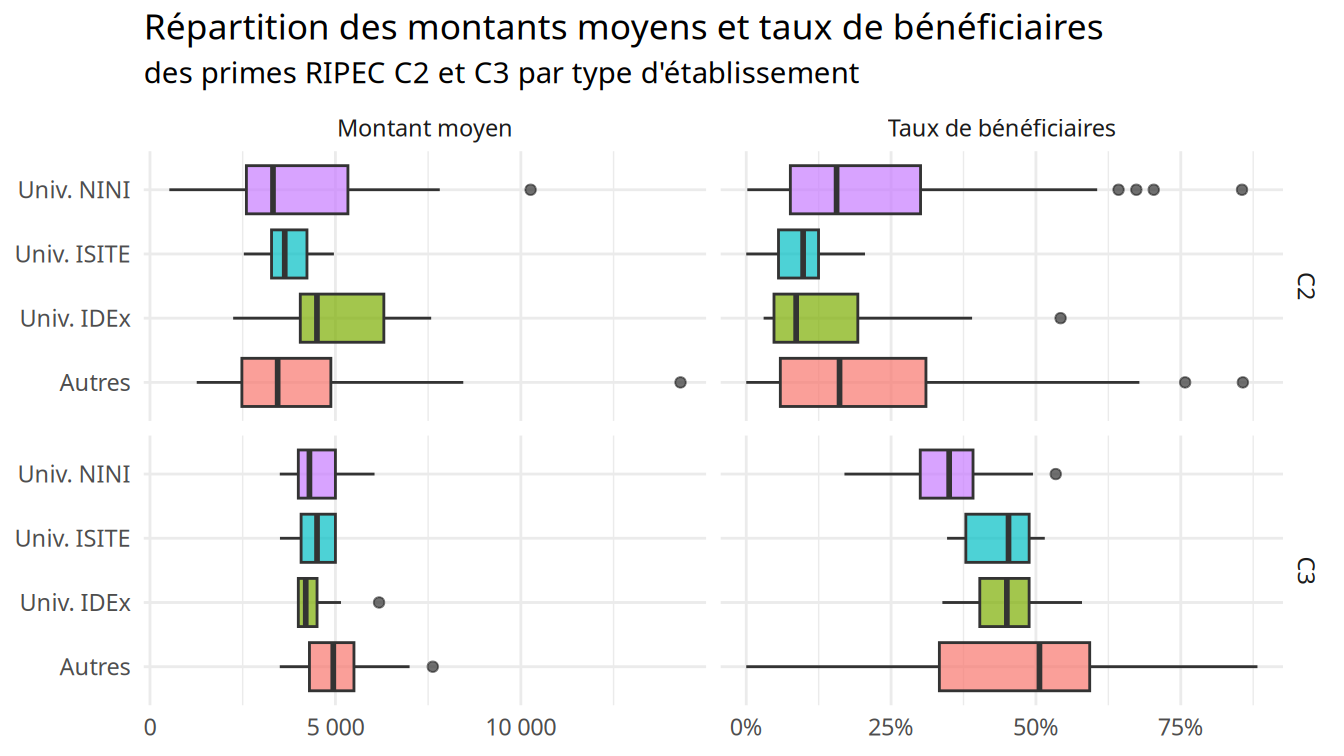 Répartition des montants moyens et taux de bénéficiaires
des primes RIPEC C2 et C3 par type d'établissement
Montant moyen
Taux de bénéficiaires
Univ. NINI
Univ. ISITE
Univ. IDEx
Autres
C2
Univ. NINI
Univ. ISITE
Univ. IDEx
Autres
C3
0 5 000 10 000
0% 25% 50% 75%